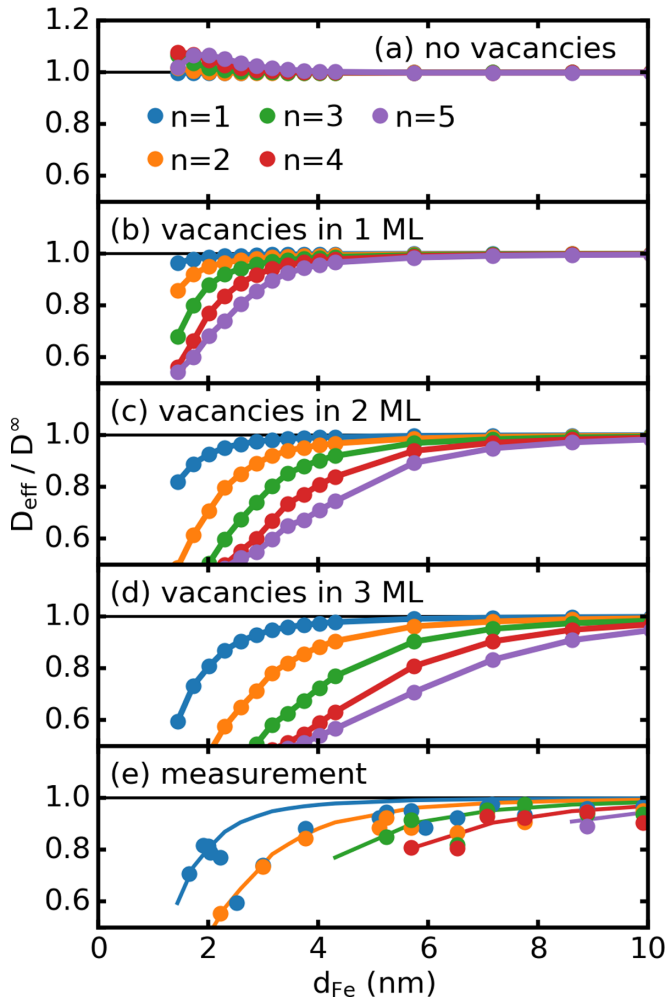 1.2
(a) no vacancies
1.0
n=1 n=3 n=5
0.8
n=2 n=4
0.6
(b) vacancies in 1 ML
1.0
0.8
0.6
(c) vacancies in 2 ML
1.0
0.8
0.6
D_eff / D^∞
(d) vacancies in 3 ML
1.0
0.8
0.6
(e) measurement
1.0
0.8
0.6
0 2 4 6 8 10
d_Fe (nm)